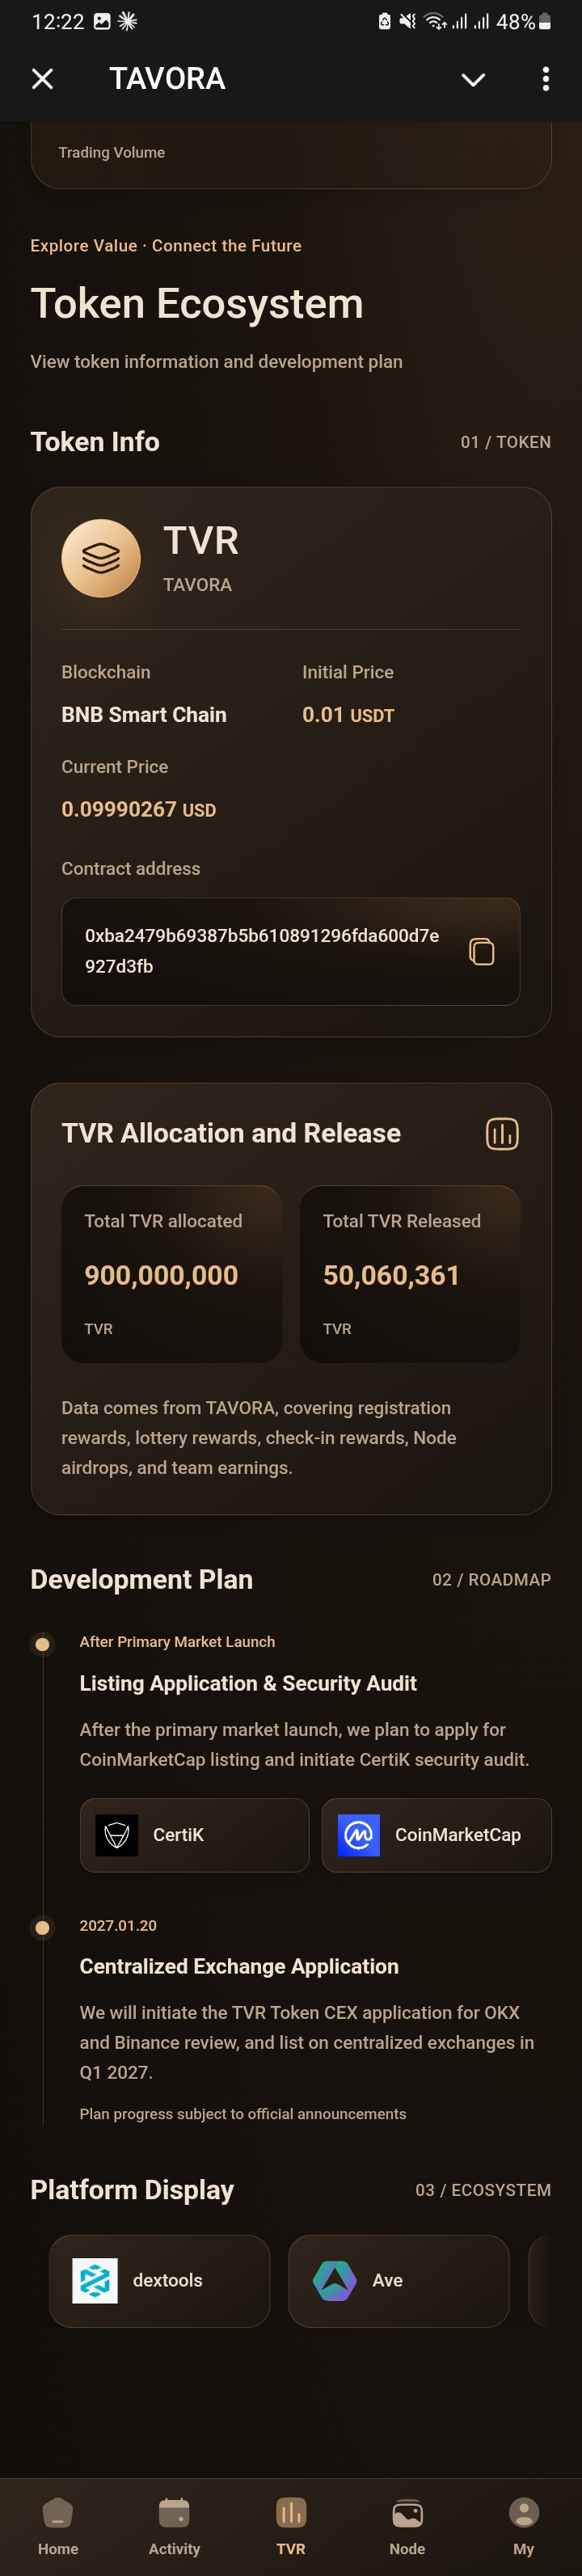 12:22
48%
TAVORA
Trading Volume
Explore Value · Connect the Future
Token Ecosystem
View token information and development plan
Token Info
01 / TOKEN
TVR
TAVORA
Blockchain
Initial Price
BNB Smart Chain
0.01 USDT
Current Price
0.09990267 USD
Contract address
0xba2479b69387b5b610891296fda600d7e
927d3fb
TVR Allocation and Release
Total TVR allocated
Total TVR Released
900,000,000
50,060,361
TVR
TVR
Data comes from TAVORA, covering registration
rewards, lottery rewards, check-in rewards, Node
airdrops, and team earnings.
Development Plan
02 / ROADMAP
After Primary Market Launch
Listing Application & Security Audit
After the primary market launch, we plan to apply for
CoinMarketCap listing and initiate CertiK security audit.
CertiK
CoinMarketCap
2027.01.20
Centralized Exchange Application
We will initiate the TVR Token CEX application for OKX
and Binance review, and list on centralized exchanges in
Q1 2027.
Plan progress subject to official announcements
Platform Display
03 / ECOSYSTEM
dextools
Ave
Home
Activity
TVR
Node
My